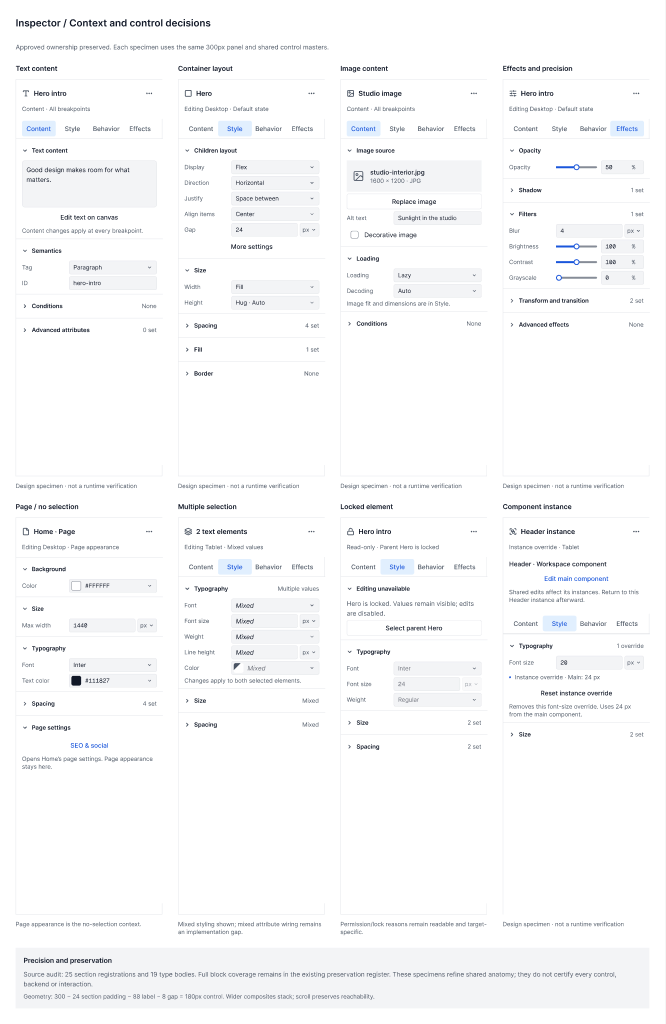 Inspector / Context and control decisions
Approved ownership preserved. Each specimen uses the same 300px panel and shared control masters.
Text content
Hero intro
Content · All breakpoints
Content Style Behavior Effects
Text content
Good design makes room for what
matters.
Edit text on canvas
Content changes apply at every breakpoint.
Semantics
Tag Paragraph
ID hero-intro
Conditions None
Advanced attributes 0 set
Design specimen · not a runtime verification
Container layout
Hero
Editing Desktop · Default state
Content Style Behavior Effects
Children layout
Display Flex
Direction Horizontal
Justify Space between
Align items Center
Gap 24 px
More settings
Size
Width Fill
Height Hug · Auto
Spacing 4 set
Fill 1 set
Border None
Design specimen · not a runtime verification
Image content
Studio image
Content · All breakpoints
Content Style Behavior Effects
Image source
studio-interior.jpg
1600 × 1200 · JPG
Replace image
Alt text Sunlight in the studio
Decorative image
Loading
Loading Lazy
Decoding Auto
Image fit and dimensions are in Style.
Conditions None
Design specimen · not a runtime verification
Effects and precision
Hero intro
Editing Desktop · Default state
Content Style Behavior Effects
Opacity
Opacity 50 %
Shadow 1 set
Filters 1 set
Blur 4 px
Brightness 100 %
Contrast 100 %
Grayscale 0 %
Transform and transition 2 set
Advanced effects None
Design specimen · not a runtime verification
Page / no selection
Home · Page
Editing Desktop · Page appearance
Background
Color #FFFFFF
Size
Max width 1440 px
Typography
Font Inter
Text color #111827
Spacing 4 set
Page settings
SEO & social
Opens Home's page settings. Page appearance
stays here.
Page appearance is the no-selection context.
Multiple selection
2 text elements
Editing Tablet · Mixed values
Content Style Behavior Effects
Typography Multiple values
Font Mixed
Font size Mixed
Weight Mixed
Line height Mixed
Color Mixed
Changes apply to both selected elements.
Size Mixed
Spacing Mixed
Mixed styling shown; mixed attribute wiring remains
an implementation gap.
Locked element
Hero intro
Read-only · Parent Hero is locked
Content Style Behavior Effects
Editing unavailable
Hero is locked. Values remain visible; edits
are disabled.
Select parent Hero
Typography
Font Inter
Font size 24 px
Weight Regular
Size 2 set
Spacing 2 set
Permission/lock reasons remain readable and target-
specific.
Component instance
Header instance
Instance override · Tablet
Header · Workspace component
Edit main component
Shared edits affect its instances. Return to this
Header instance afterward.
Content Style Behavior Effects
Typography 1 override
Font size 20 px
• Instance override · Main: 24 px
Reset instance override
Removes this font-size override. Uses 24 px
from the main component.
Size 2 set
Design specimen · not a runtime verification
Precision and preservation
Source audit: 25 section registrations and 19 type bodies. Full block coverage remains in the existing preservation register. These specimens refine shared anatomy; they do not certify every control,
backend or interaction.
Geometry: 300 − 24 section padding − 88 label − 8 gap = 180px control. Wider composites stack; scroll preserves reachability.